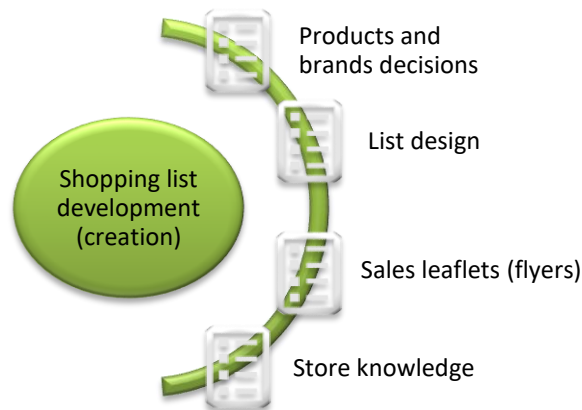 Products and
brands decisions
List design
Shopping list
development
(creation)
Sales leaflets (flyers)
Store knowledge